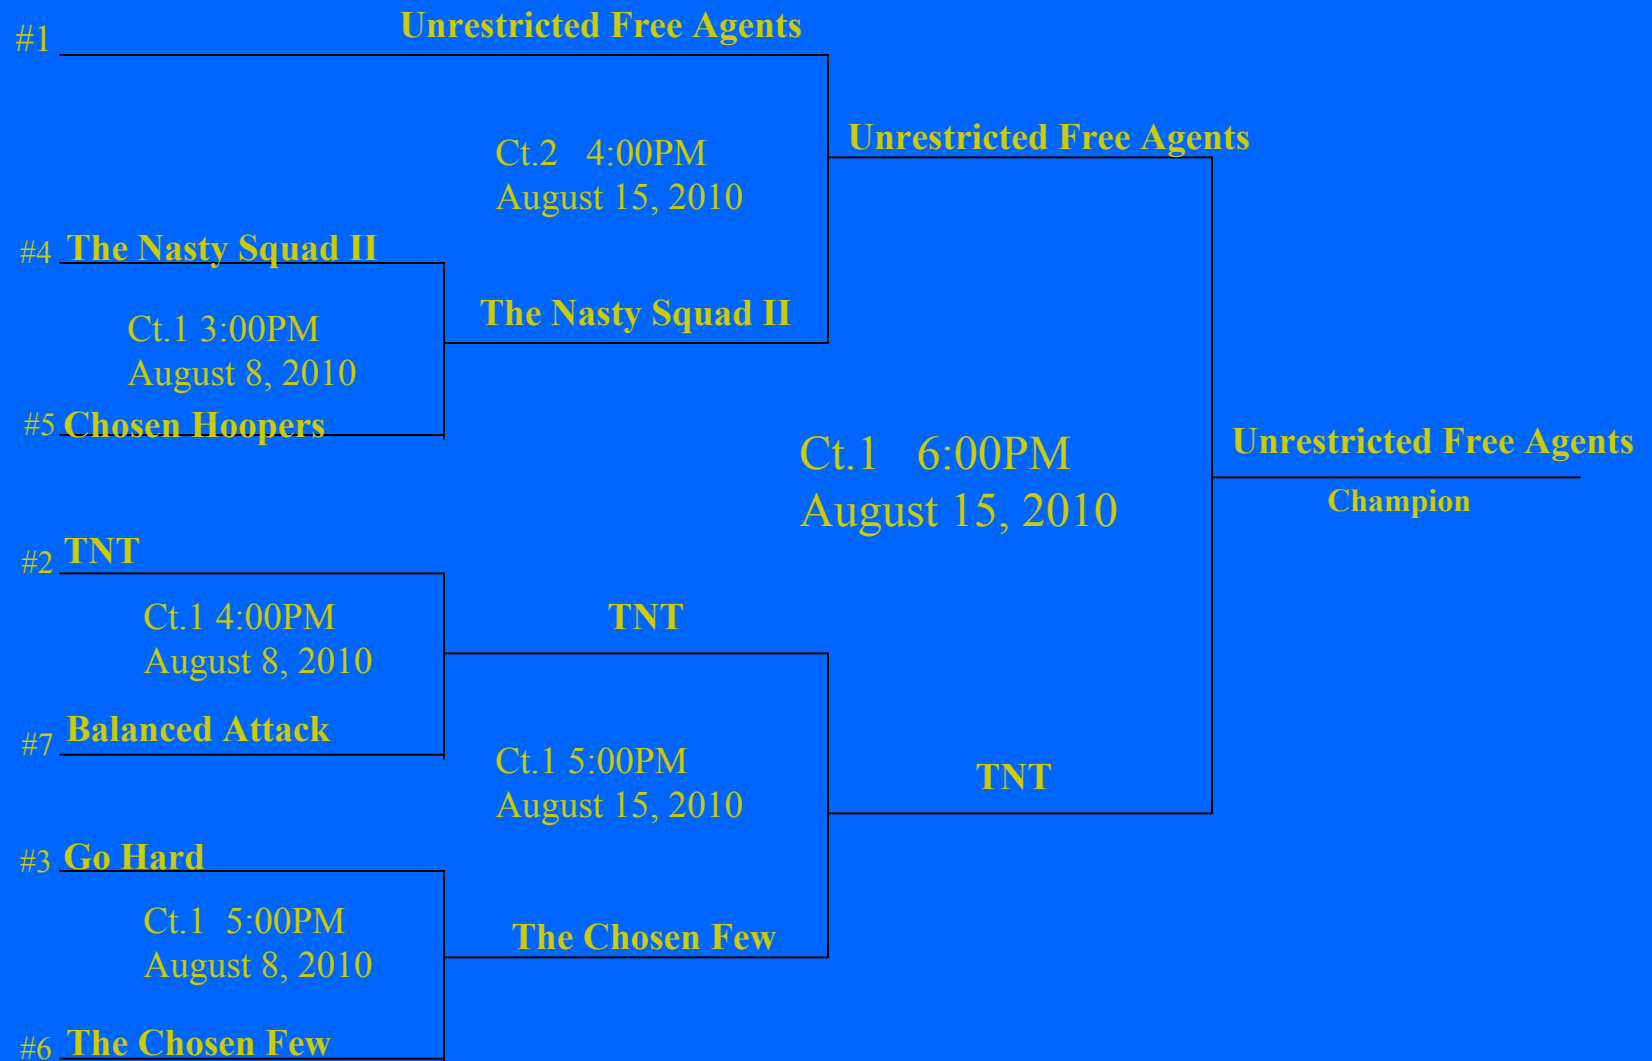 #1 Unrestricted Free Agents
Unrestricted Free Agents
Ct.2 4:00PM
August 15, 2010
#4 The Nasty Squad II
The Nasty Squad II
Ct.1 3:00PM
August 8, 2010
#5 Chosen Hoopers
Ct.1 6:00PM
August 15, 2010
Unrestricted Free Agents
Champion
#2 TNT
Ct.1 4:00PM
August 8, 2010
TNT
#7 Balanced Attack
Ct.1 5:00PM
August 15, 2010
TNT
#3 Go Hard
Ct.1 5:00PM
August 8, 2010
The Chosen Few
#6 The Chosen Few